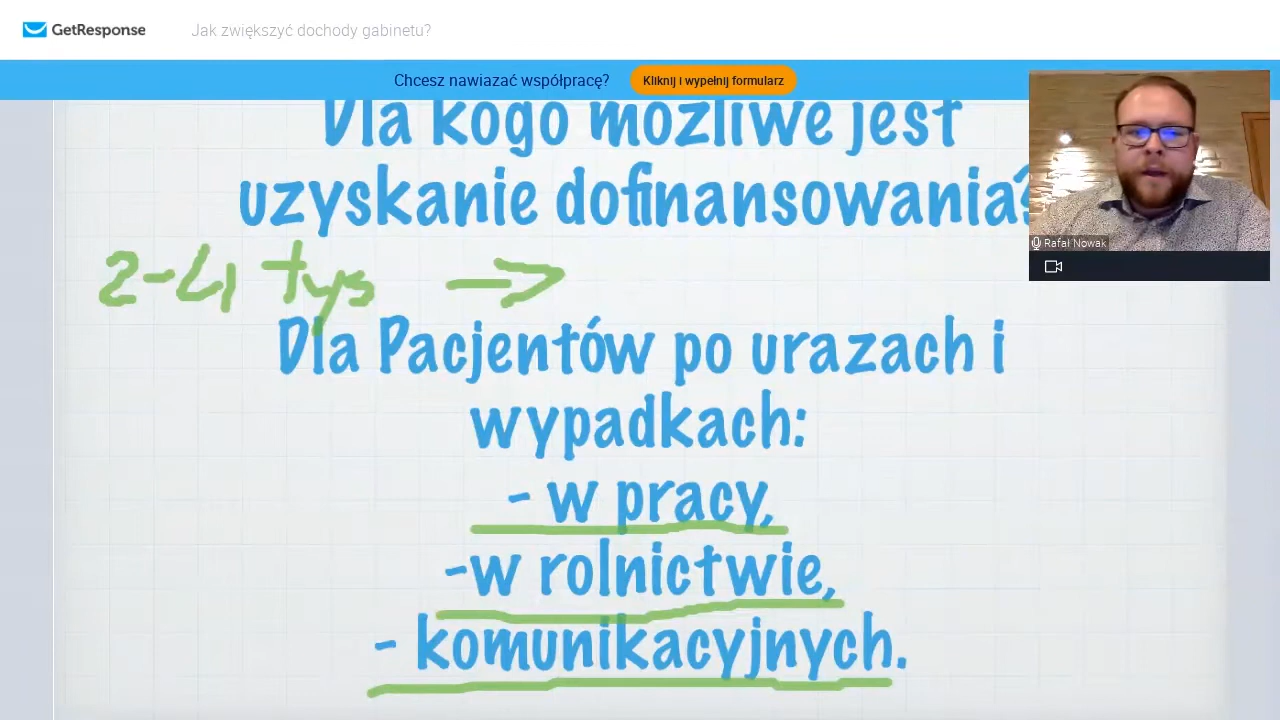 GetResponse
Jak zwiększyć dochody gabinetu?
Chcesz nawiazać współpracę?
Kliknij i wypełnij formularz
Dla kogo możliwe jest
uzyskanie dofinansowania?
Rafał Nowak
2-4 tys →
Dla Pacjentów po urazach i
wypadkach:
- w pracy,
-w rolnictwie,
- komunikacyjnych.